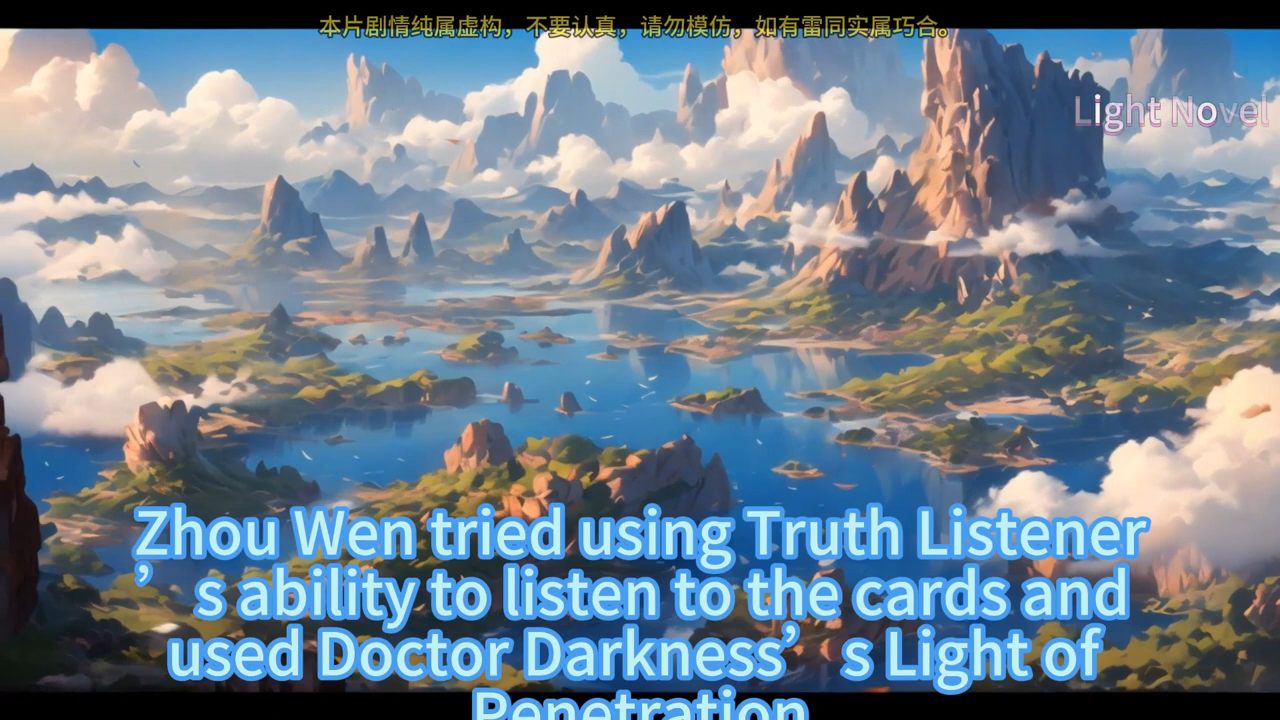 本片剧情纯属虚构，不要认真，请勿模仿，如有雷同实属巧合。
Light Novel
Zhou Wen tried using Truth Listener
’s ability to listen to the cards and
used Doctor Darkness’s Light of
Penetration